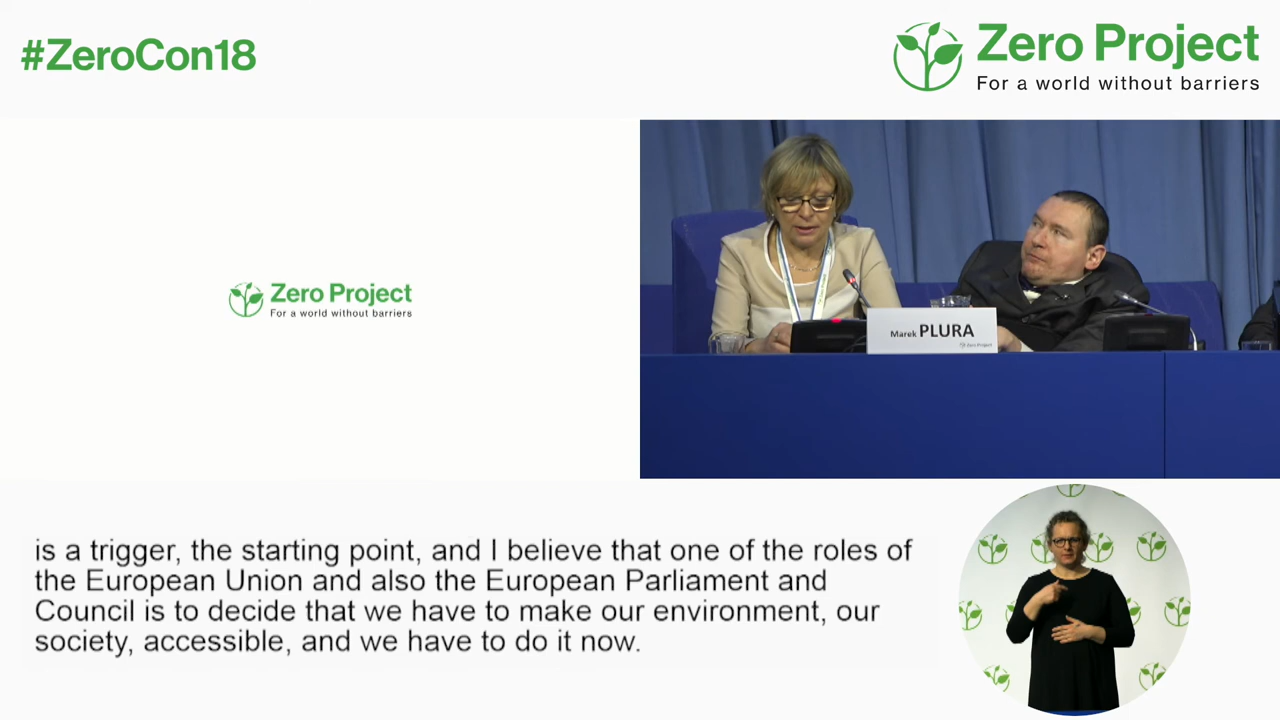 #ZeroCon18
Zero Project
For a world without barriers
Zero Project
For a world without barriers
Marek PLURA
Zero Project
is a trigger, the starting point, and I believe that one of the roles of
the European Union and also the European Parliament and
Council is to decide that we have to make our environment, our
society, accessible, and we have to do it now.